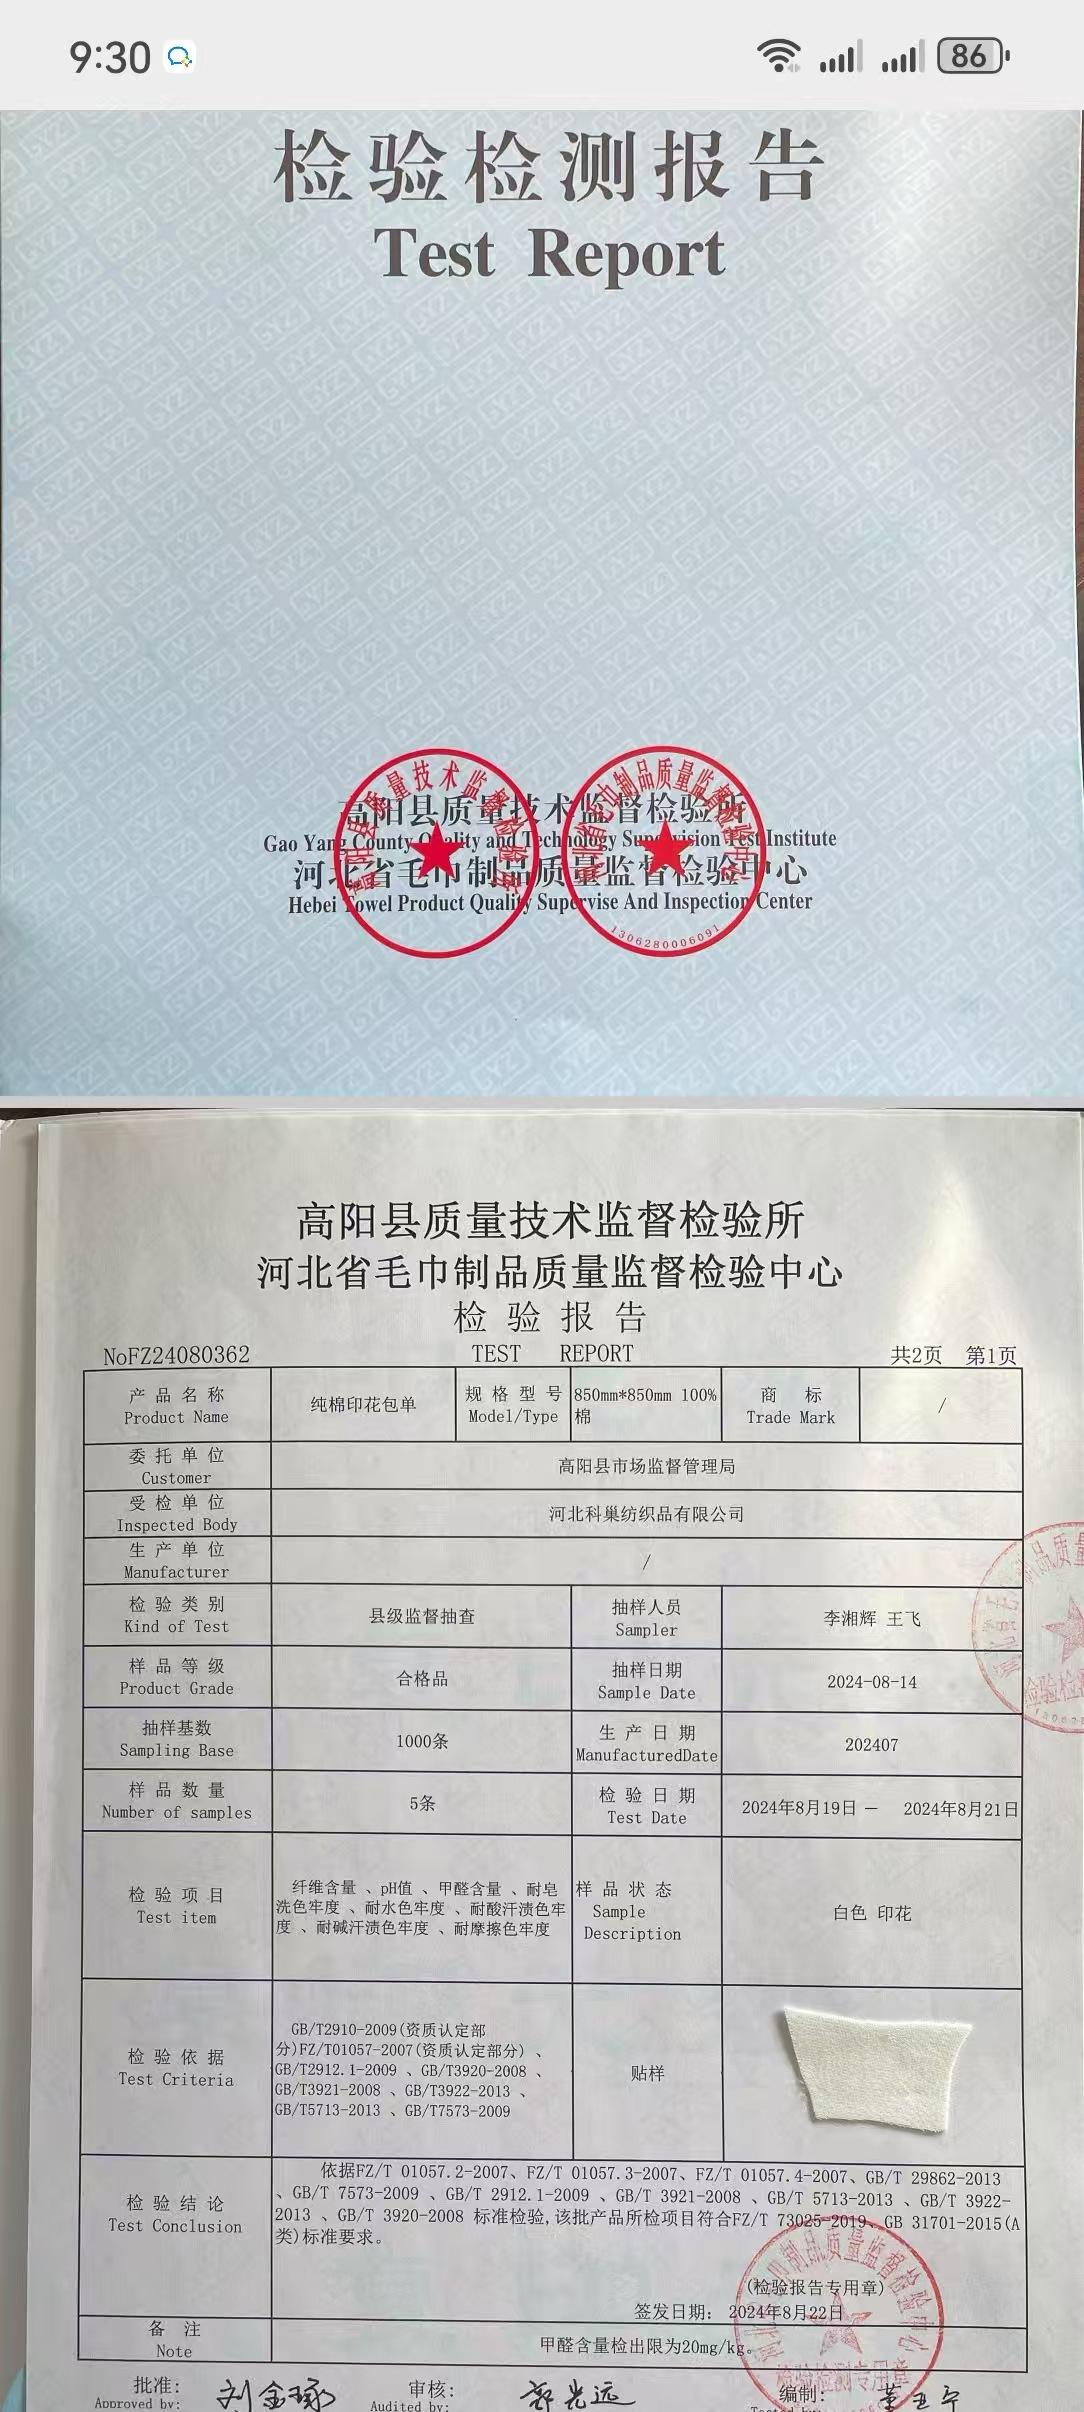 9:30
86
检验检测报告
Test Report
高阳县质量技术监督检验所
Gao Yang County Quality and Technology Supervision Test Institute
河北省毛巾制品质量监督检验中心
Hebei Towel Product Quality Supervise And Inspection Center
1306280006091
高阳县质量技术监督检验所
河北省毛巾制品质量监督检验中心
检验报告
NoFZ24080362 TEST REPORT 共2页 第1页
产品名称 纯棉印花包单 规格型号 850mm*850mm 100% 商标 /
Product Name Model/Type 棉 Trade Mark
委托单位 高阳县市场监督管理局
Customer
受检单位 河北科巢纺织品有限公司
Inspected Body
生产单位 /
Manufacturer
检验类别 县级监督抽查 抽样人员 李湘辉 王飞
Kind of Test Sampler
样品等级 合格品 抽样日期 2024-08-14
Product Grade Sample Date
抽样基数 1000条 生产日期 202407
Sampling Base ManufacturedDate
样品数量 5条 检验日期 2024年8月19日 — 2024年8月21日
Number of samples Test Date
检验项目
Test item
纤维含量 、pH值 、甲醛含量 、耐皂
洗色牢度 、耐水色牢度 、耐酸汗渍色牢
度 、耐碱汗渍色牢度 、耐摩擦色牢度
样品状态
Sample
Description
白色 印花
检验依据
Test Criteria
GB/T2910-2009(资质认定部
分)FZ/T01057-2007(资质认定部分) 、
GB/T2912.1-2009 、GB/T3920-2008 、
GB/T3921-2008 、GB/T3922-2013 、
GB/T5713-2013 、GB/T7573-2009
贴样
检验结论
Test Conclusion
依据FZ/T 01057.2-2007、FZ/T 01057.3-2007、FZ/T 01057.4-2007、GB/T 29862-2013
、GB/T 7573-2009 、GB/T 2912.1-2009 、GB/T 3921-2008 、GB/T 5713-2013 、GB/T 3922-
2013 、GB/T 3920-2008 标准检验,该批产品所检项目符合FZ/T 73025-2019、GB 31701-2015(A
类)标准要求。
(检验报告专用章)
签发日期: 2024年8月22日
检验检测专用章
备注 甲醛含量检出限为20mg/kg。
Note
批准: 审核: 编制:
Approved by: Audited by: